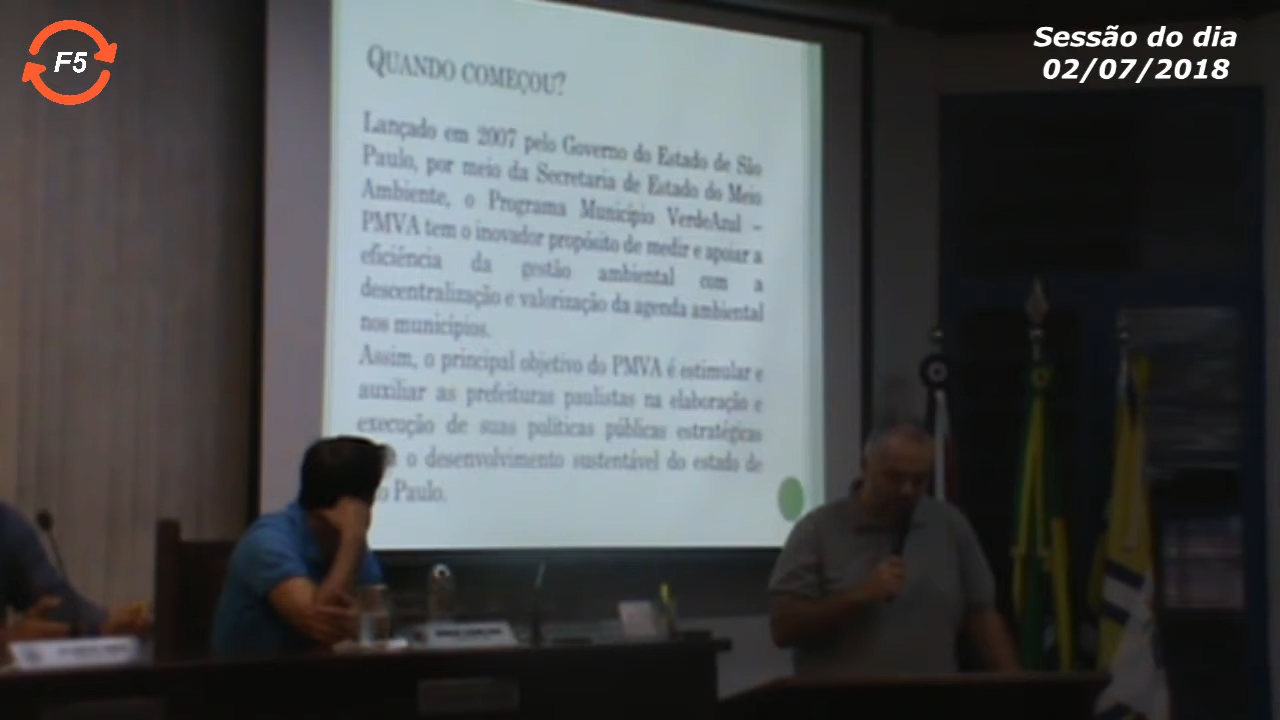 F5
Sessão do dia
02/07/2018
QUANDO COMEÇOU?
Lançado em 2007 pelo Governo do Estado de São
Paulo, por meio da Secretaria de Estado do Meio
Ambiente, o Programa Município VerdeAzul –
PMVA tem o inovador propósito de medir e apoiar a
eficiência da gestão ambiental com a
descentralização e valorização da agenda ambiental
nos municípios.
Assim, o principal objetivo do PMVA é estimular e
auxiliar as prefeituras paulistas na elaboração e
execução de suas políticas públicas estratégicas
o desenvolvimento sustentável do estado de
o Paulo.